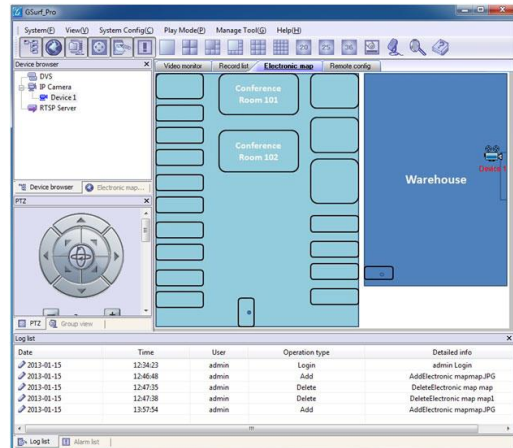 GSurf_Pro
System(F) View(V) System Config(C) Play Mode(P) Manage Tool(G) Help(H)
20 25 36
Device browser X
Video monitor Record list Electronic map Remote config
DVS
IP Camera
Device 1
RTSP Server
Device browser Electronic map...
PTZ X
PTZ Group view
Conference
Room 101
Conference
Room 102
Warehouse
Device 1
Log list X
Date Time User Operation type Detailed info
2013-01-15 12:34:23 admin Login admin Login
2013-01-15 12:46:48 admin Add AddElectronic mapmap.JPG
2013-01-15 12:47:35 admin Delete DeleteElectronic map map
2013-01-15 12:47:38 admin Delete DeleteElectronic map map1
2013-01-15 13:57:54 admin Add AddElectronic mapmap.JPG
Log list Alarm list